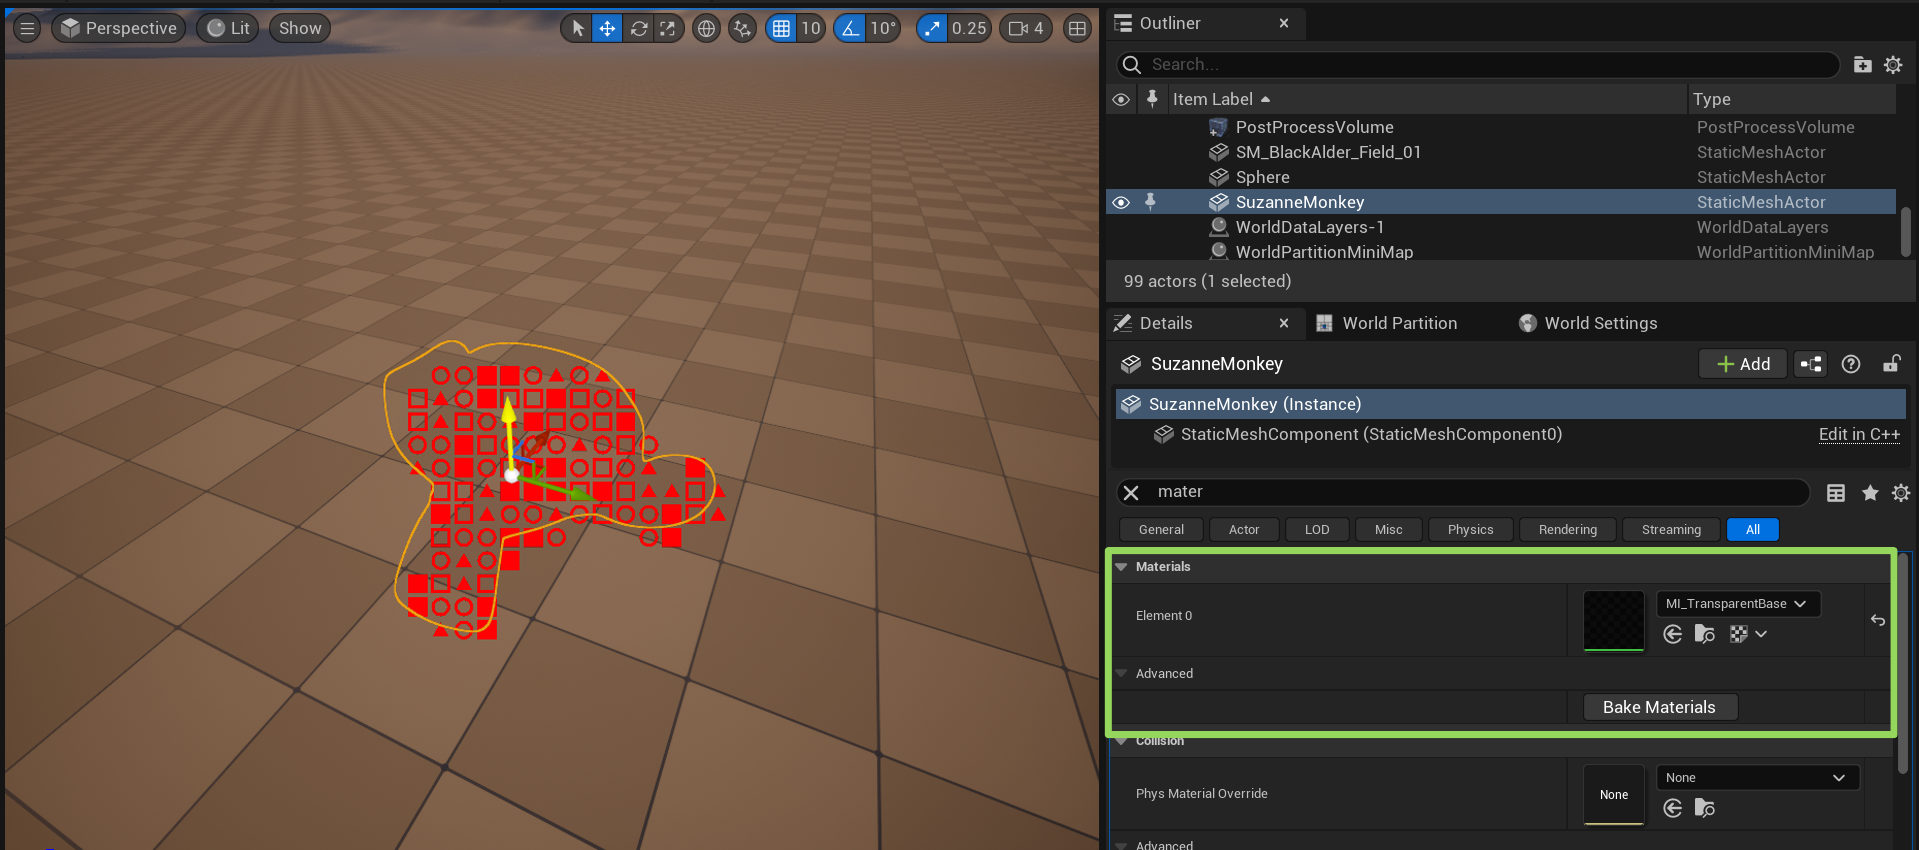 Perspective
Lit
Show
10
10°
0.25
4
Outliner
Search...
Item Label
Type
PostProcessVolume
PostProcessVolume
SM_BlackAlder_Field_01
StaticMeshActor
Sphere
StaticMeshActor
SuzanneMonkey
StaticMeshActor
WorldDataLayers-1
WorldDataLayers
WorldPartitionMiniMap
WorldPartitionMiniMap
99 actors (1 selected)
Details
World Partition
World Settings
SuzanneMonkey
Add
SuzanneMonkey (Instance)
StaticMeshComponent (StaticMeshComponent0)
Edit in C++
mater
General
Actor
LOD
Misc
Physics
Rendering
Streaming
All
Materials
Element 0
MI_TransparentBase
Advanced
Bake Materials
Collision
Phys Material Override
None
None
Advanced